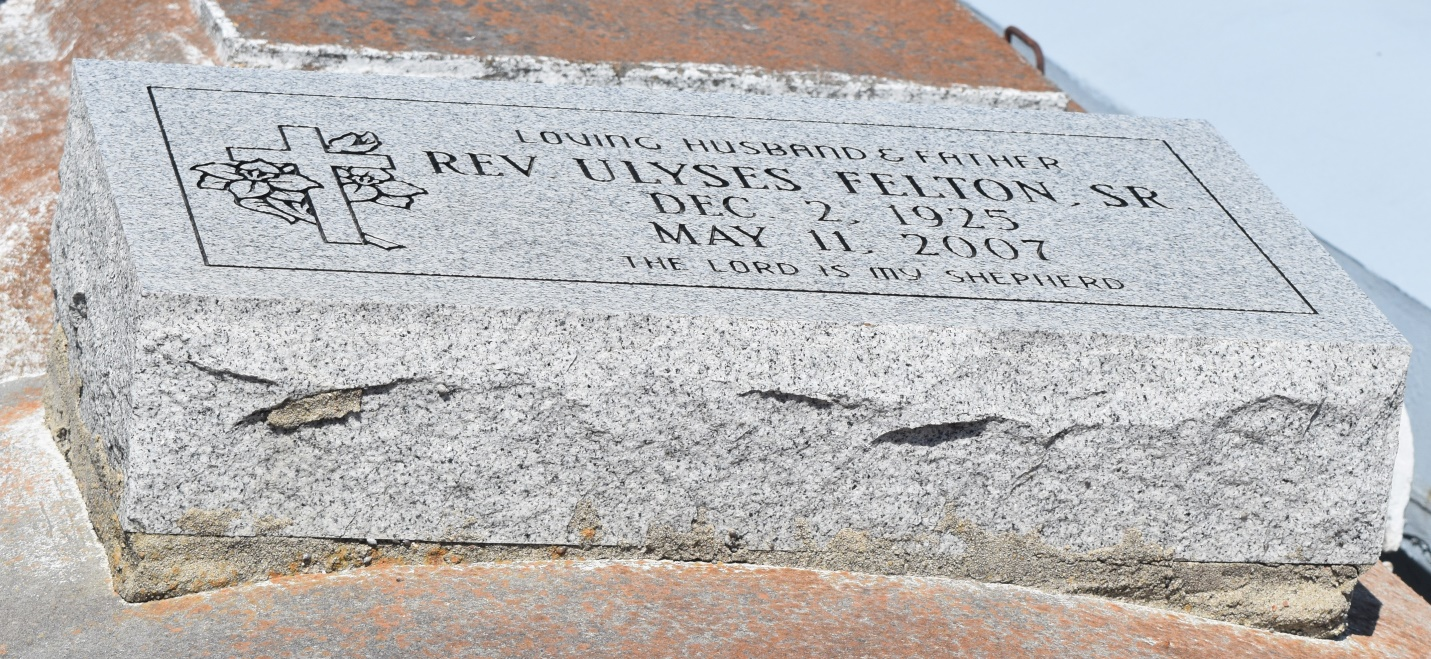 LOVING HUSBAND & FATHER
REV ULYSES FELTON, SR
DEC. 2, 1925
MAY 11, 2007
THE LORD IS MY SHEPHERD